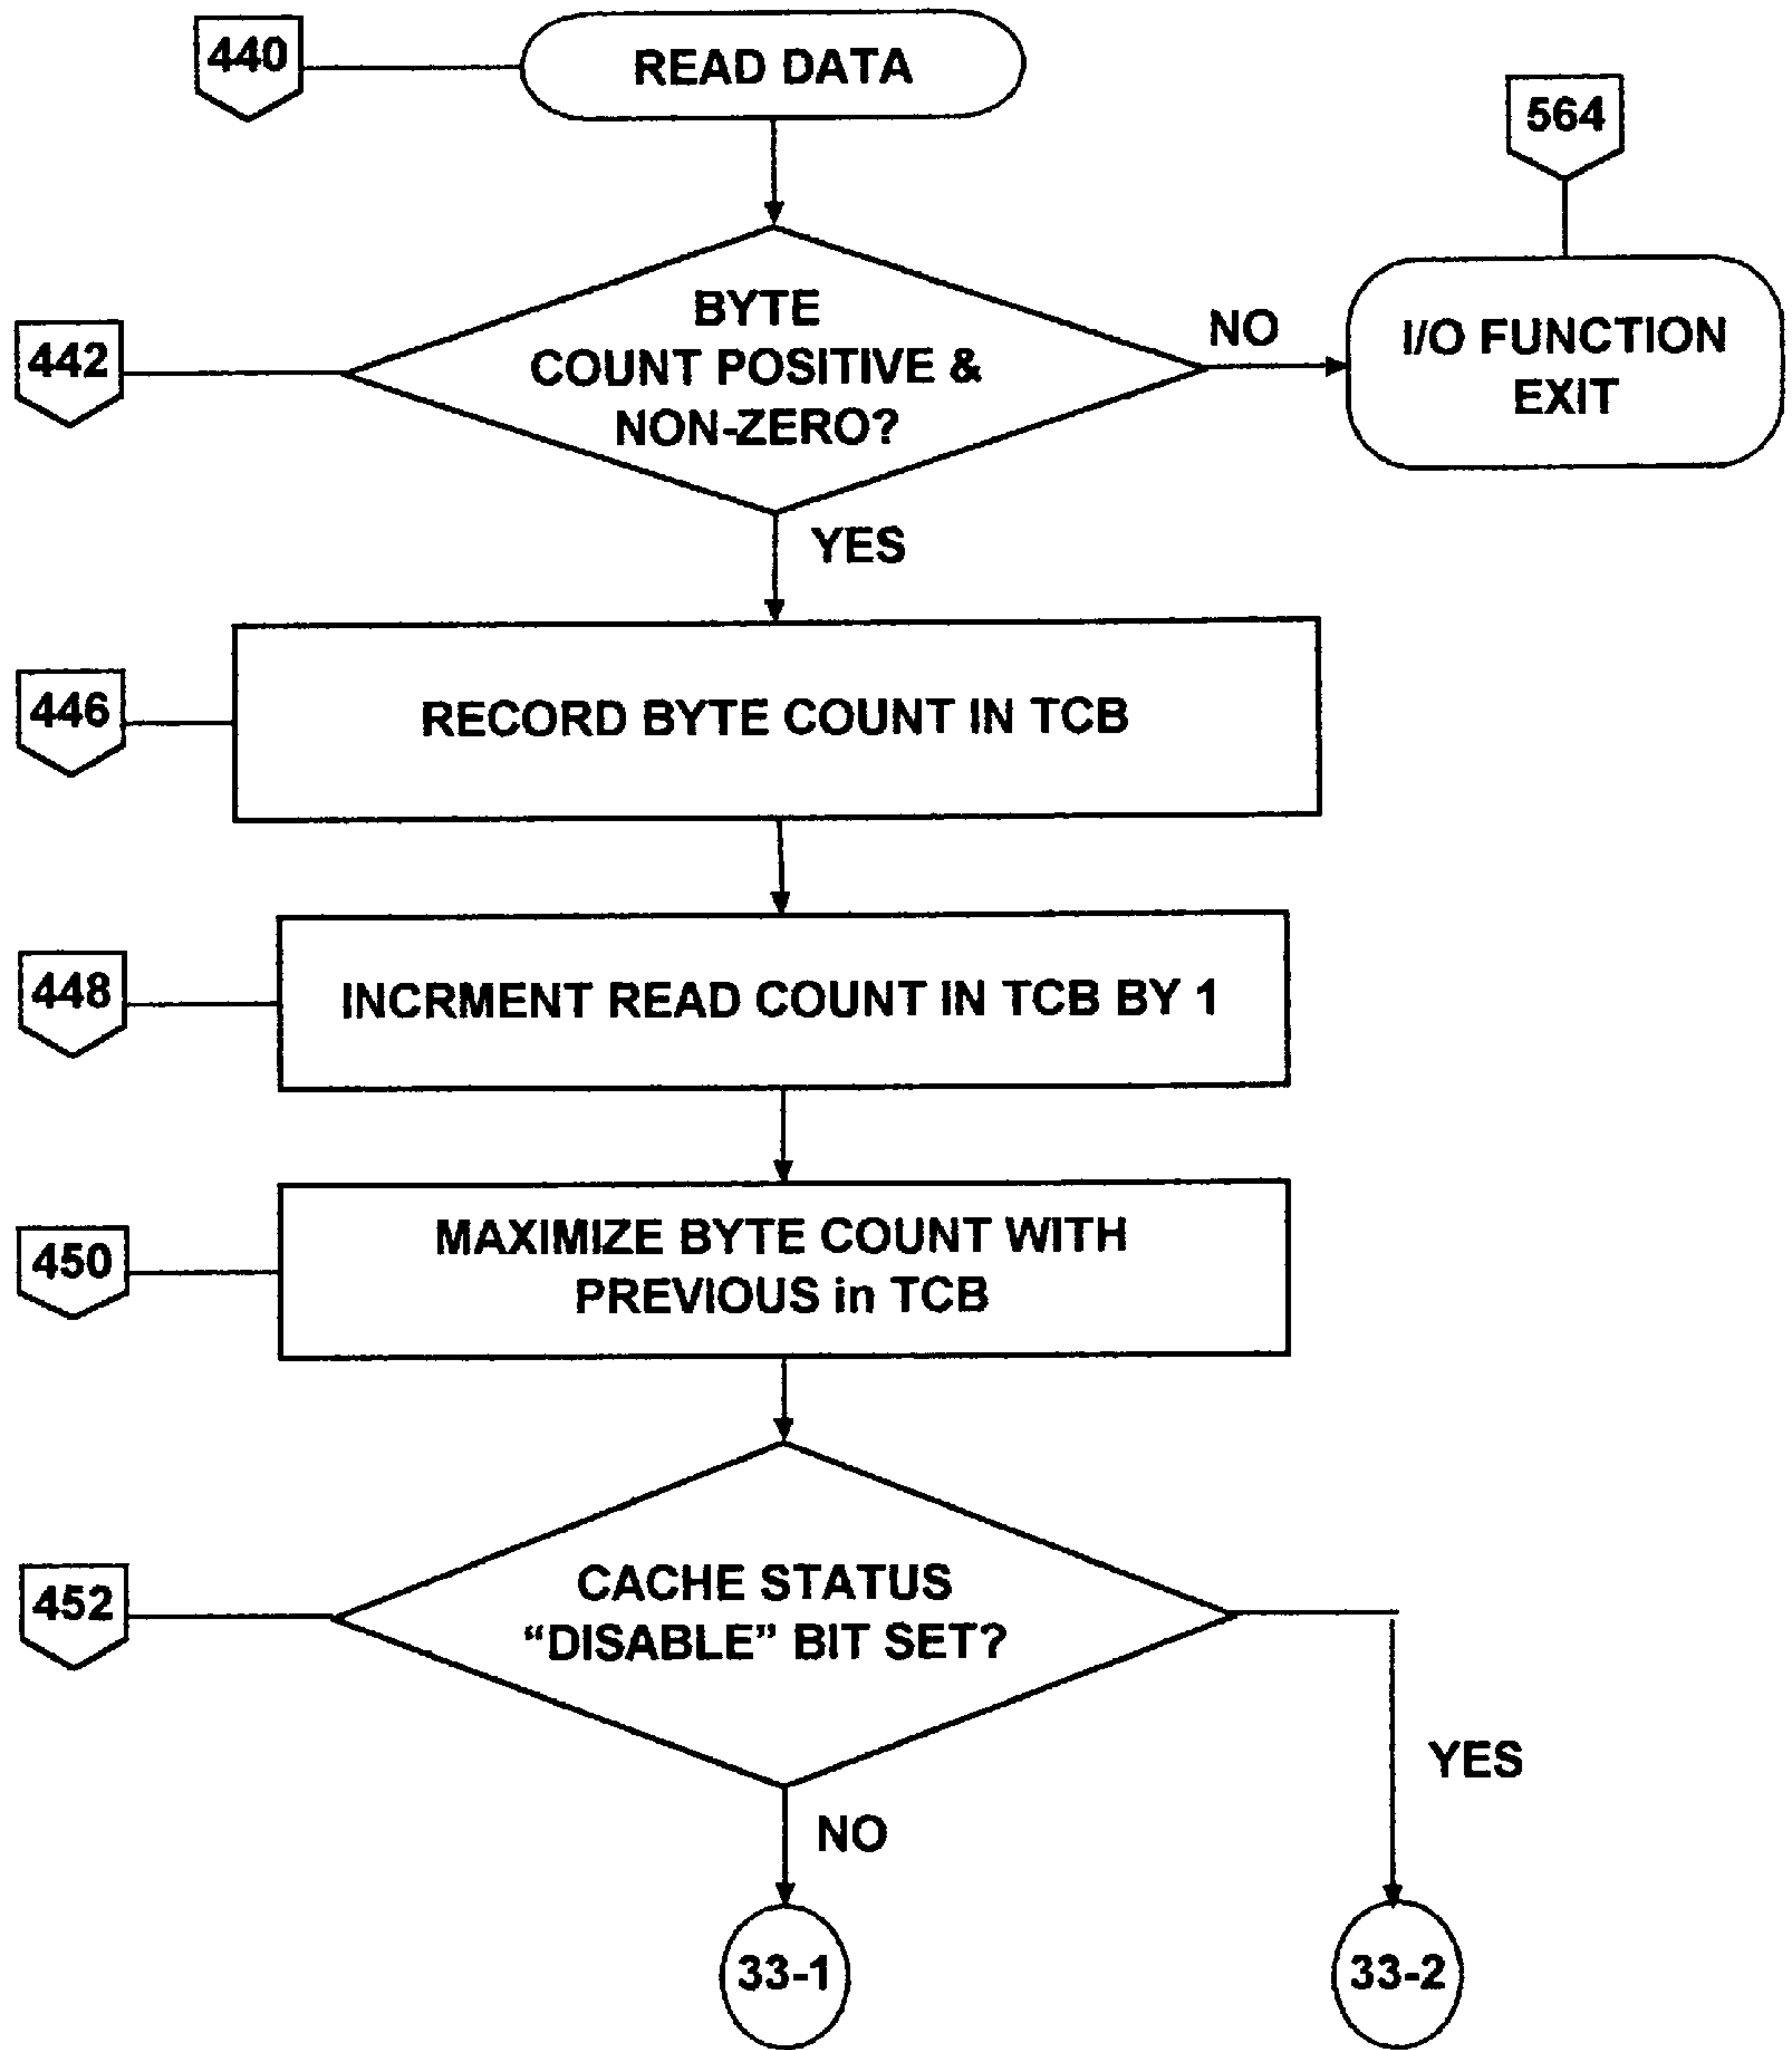 440
READ DATA
564
442
BYTE
COUNT POSITIVE &
NON-ZERO?
NO
I/O FUNCTION
EXIT
YES
446
RECORD BYTE COUNT IN TCB
448
INCRMENT READ COUNT IN TCB BY 1
450
MAXIMIZE BYTE COUNT WITH
PREVIOUS in TCB
452
CACHE STATUS
“DISABLE” BIT SET?
YES
NO
33-1
33-2